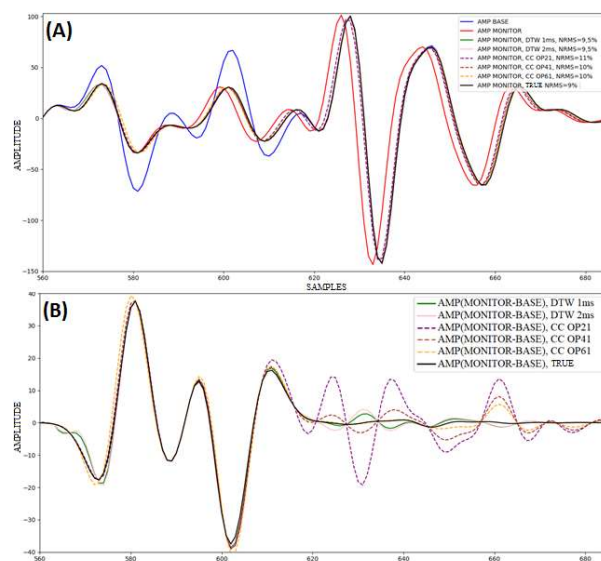 (A)
AMP BASE
AMP MONITOR
AMP MONITOR, DTW 1ms, NRMS=9,5%
AMP MONITOR, DTW 2ms, NRMS=9,5%
AMP MONITOR, CC OP21, NRMS=11%
AMP MONITOR, CC OP41, NRMS=10%
AMP MONITOR, CC OP61, NRMS=10%
AMP MONITOR, TRUE NRMS=9%
AMPLITUDE
100
50
0
-50
-100
-150
560
580
600
620
640
660
680
SAMPLES
(B)
AMP(MONITOR-BASE), DTW 1ms
AMP(MONITOR-BASE), DTW 2ms
AMP(MONITOR-BASE), CC OP21
AMP(MONITOR-BASE), CC OP41
AMP(MONITOR-BASE), CC OP61
AMP(MONITOR-BASE), TRUE
AMPLITUDE
40
30
20
10
0
-10
-20
-30
-40
560
580
600
620
640
660
680